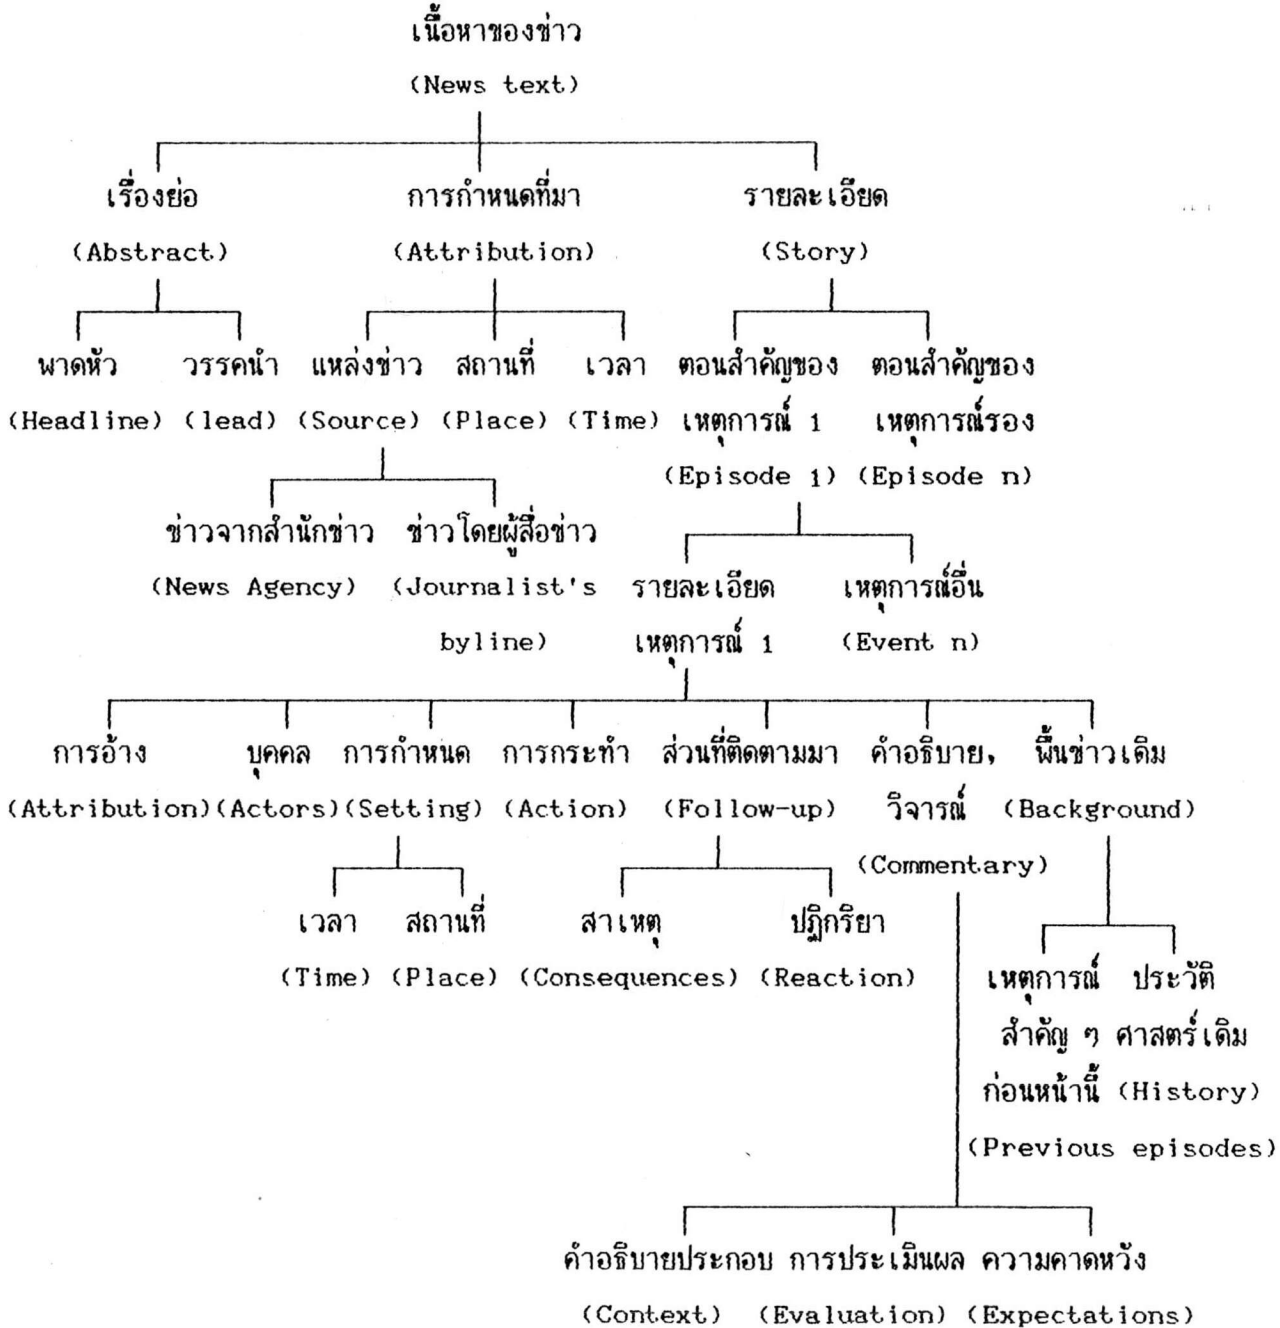 เนื้อหาของข่าว
(News text)
เรื่องย่อ การกำหนดที่มา รายละเอียด
(Abstract) (Attribution) (Story)
พาดหัว วรรคนำ แหล่งข่าว สถานที่ เวลา ตอนสำคัญของ ตอนสำคัญของ
(Headline) (lead) (Source) (Place) (Time) เหตุการณ์ 1 เหตุการณ์รอง
(Episode 1) (Episode n)
ข่าวจากสำนักข่าว ข่าวโดยผู้สื่อข่าว
(News Agency) (Journalist's รายละเอียด เหตุการณ์อื่น
byline) เหตุการณ์ 1 (Event n)
การอ้าง บุคคล การกำหนด การกระทำ ส่วนที่ติดตามมา คำอธิบาย, พื้นข่าวเดิม
(Attribution) (Actors) (Setting) (Action) (Follow-up) วิจารณ์ (Background)
(Commentary)
เวลา สถานที่ สาเหตุ ปฏิกริยา
(Time) (Place) (Consequences) (Reaction) เหตุการณ์ ประวัติ
สำคัญ ๆ ศาสตร์เดิม
ก่อนหน้านี้ (History)
(Previous episodes)
คำอธิบายประกอบ การประเมินผล ความคาดหวัง
(Context) (Evaluation) (Expectations)